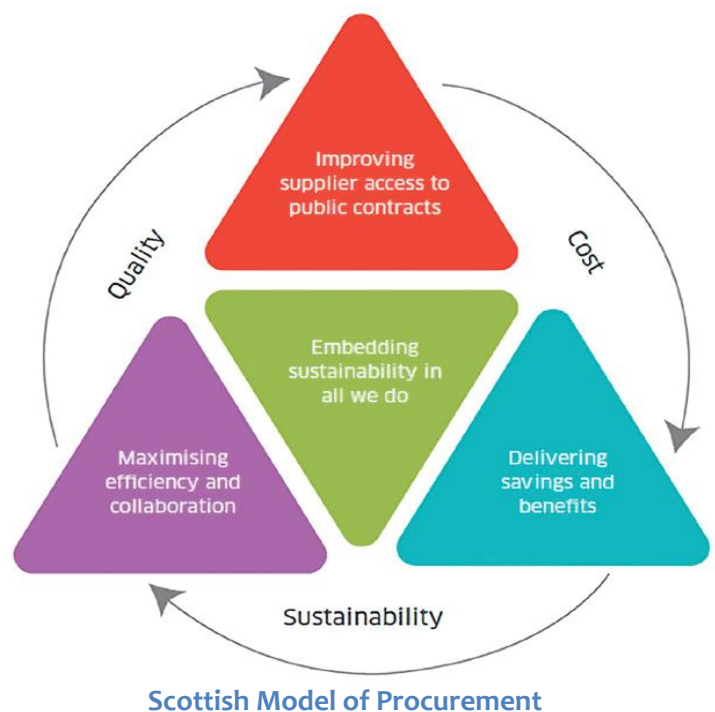 Improving
supplier access to
public contracts
Quality
Cost
Embedding
sustainability in
all we do
Maximising
efficiency and
collaboration
Delivering
savings and
benefits
Sustainability
Scottish Model of Procurement